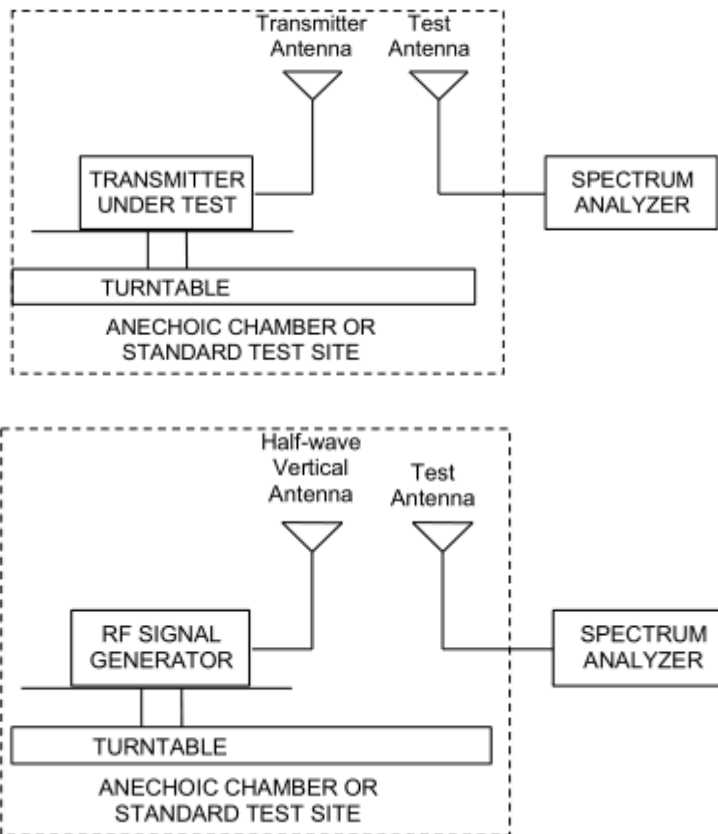 Transmitter
Antenna
Test
Antenna
TRANSMITTER
UNDER TEST
SPECTRUM
ANALYZER
TURNTABLE
ANECHOIC CHAMBER OR
STANDARD TEST SITE
Half-wave
Vertical
Antenna
Test
Antenna
RF SIGNAL
GENERATOR
SPECTRUM
ANALYZER
TURNTABLE
ANECHOIC CHAMBER OR
STANDARD TEST SITE